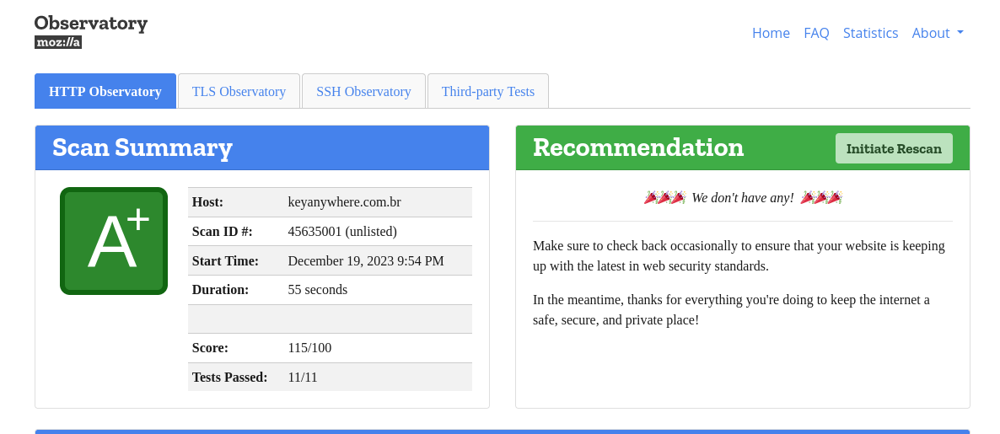 Observatory
moz://a
Home FAQ Statistics About
HTTP Observatory TLS Observatory SSH Observatory Third-party Tests
Scan Summary
A+
Host: keyanywhere.com.br
Scan ID #: 45635001 (unlisted)
Start Time: December 19, 2023 9:54 PM
Duration: 55 seconds
Score: 115/100
Tests Passed: 11/11
Recommendation Initiate Rescan
🎉🎉🎉 We don't have any! 🎉🎉🎉
Make sure to check back occasionally to ensure that your website is keeping
up with the latest in web security standards.
In the meantime, thanks for everything you're doing to keep the internet a
safe, secure, and private place!